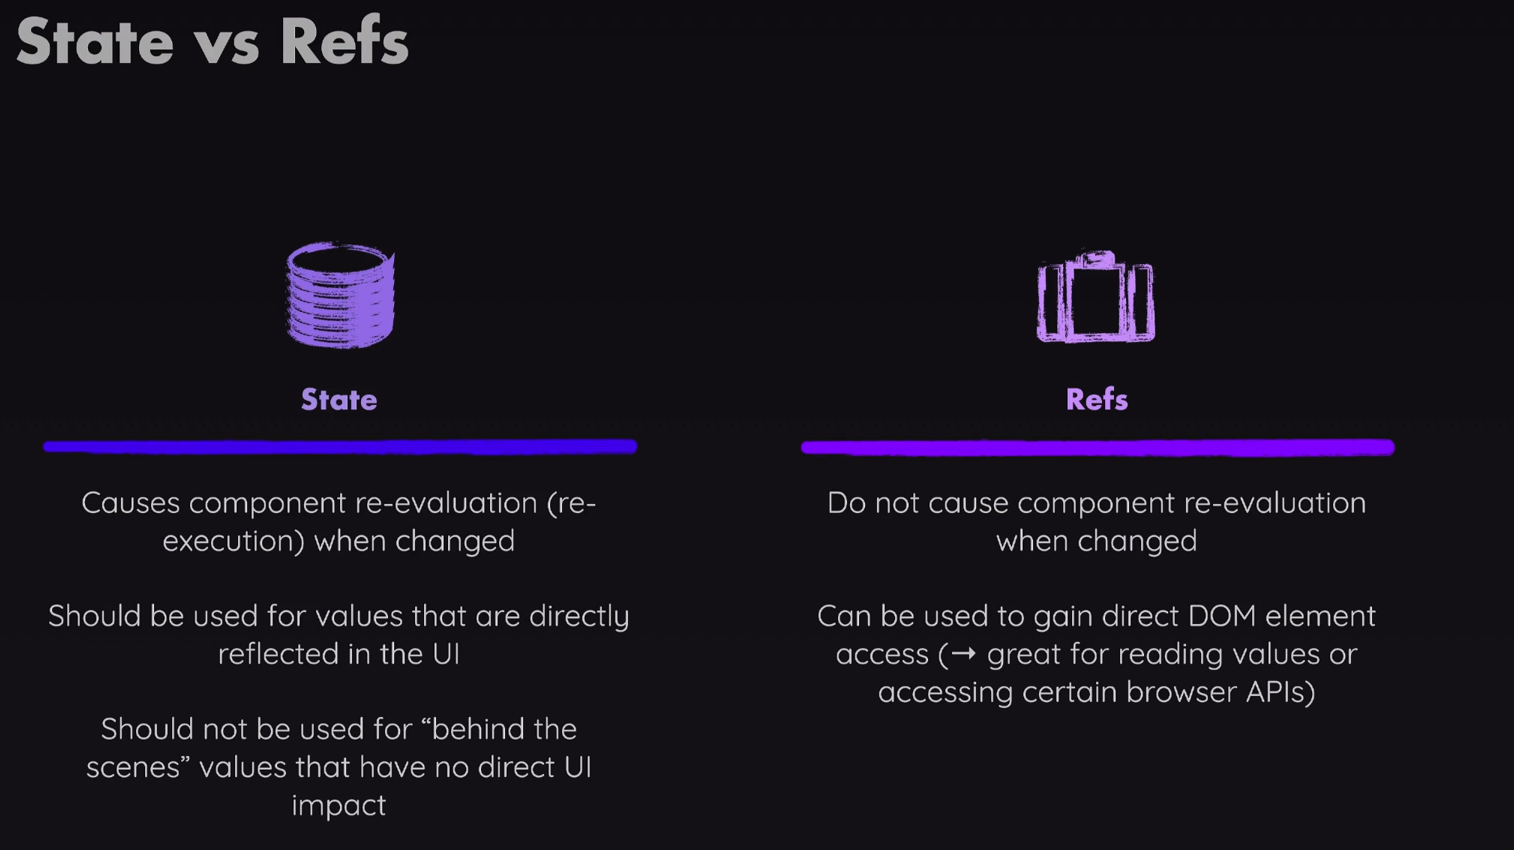 State vs Refs
State
Causes component re-evaluation (re-
execution) when changed
Should be used for values that are directly
reflected in the UI
Should not be used for “behind the
scenes” values that have no direct UI
impact
Refs
Do not cause component re-evaluation
when changed
Can be used to gain direct DOM element
access (→ great for reading values or
accessing certain browser APIs)